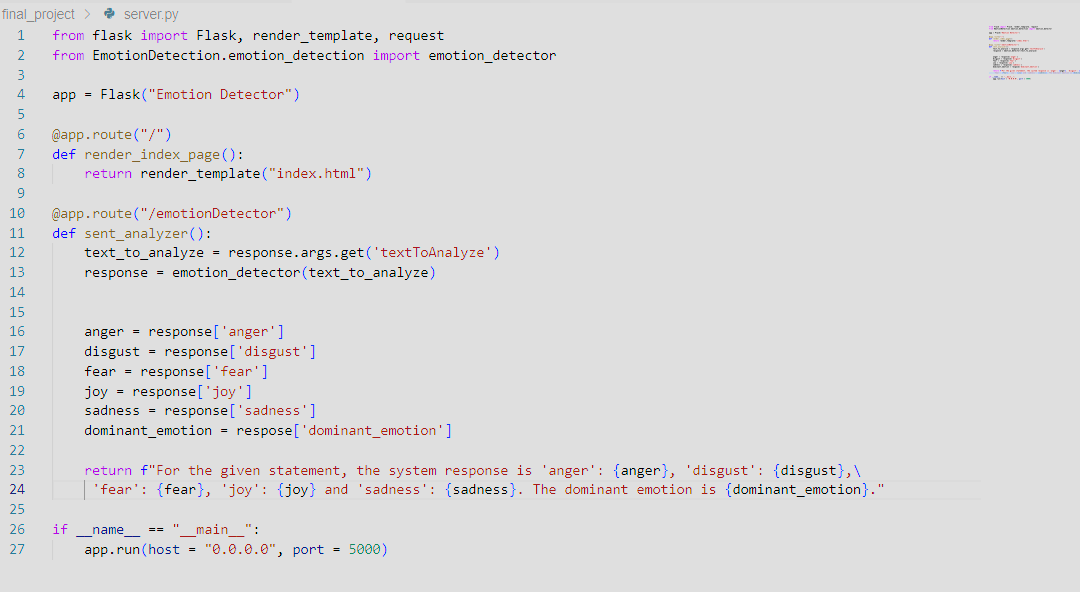 final_project > server.py
1 from flask import Flask, render_template, request
2 from EmotionDetection.emotion_detection import emotion_detector
3
4 app = Flask("Emotion Detector")
5
6 @app.route("/")
7 def render_index_page():
8     return render_template("index.html")
9
10 @app.route("/emotionDetector")
11 def sent_analyzer():
12     text_to_analyze = response.args.get('textToAnalyze')
13     response = emotion_detector(text_to_analyze)
14
15
16     anger = response['anger']
17     disgust = response['disgust']
18     fear = response['fear']
19     joy = response['joy']
20     sadness = response['sadness']
21     dominant_emotion = respose['dominant_emotion']
22
23     return f"For the given statement, the system response is 'anger': {anger}, 'disgust': {disgust},\
24      'fear': {fear}, 'joy': {joy} and 'sadness': {sadness}. The dominant emotion is {dominant_emotion}."
25
26 if __name__ == "__main__":
27     app.run(host = "0.0.0.0", port = 5000)